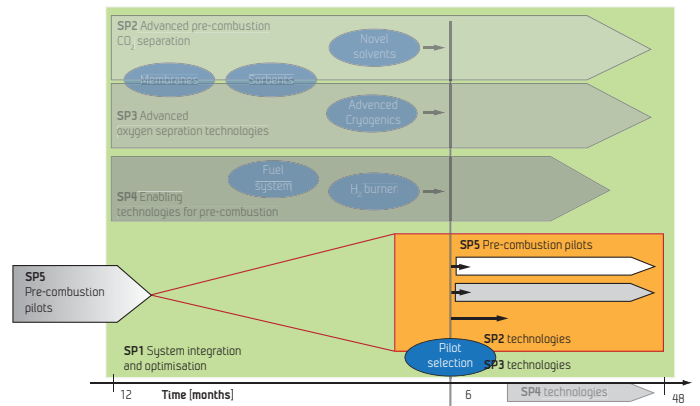 SP2 Advanced pre-combustion
CO2 separation
Novel
solvents
Membranes
Sorbents
SP3 Advanced
oxygen sepration technologies
Advanced
Cryogenics
Fuel
system
SP4 Enabling
technologies for pre-combustion
H2 burner
SP5 Pre-combustion pilots
SP5
Pre-combustion
pilots
SP1 System integration
and optimisation
Pilot
selection
SP2 technologies
SP3 technologies
12
Time [months]
6
SP4 technologies
48